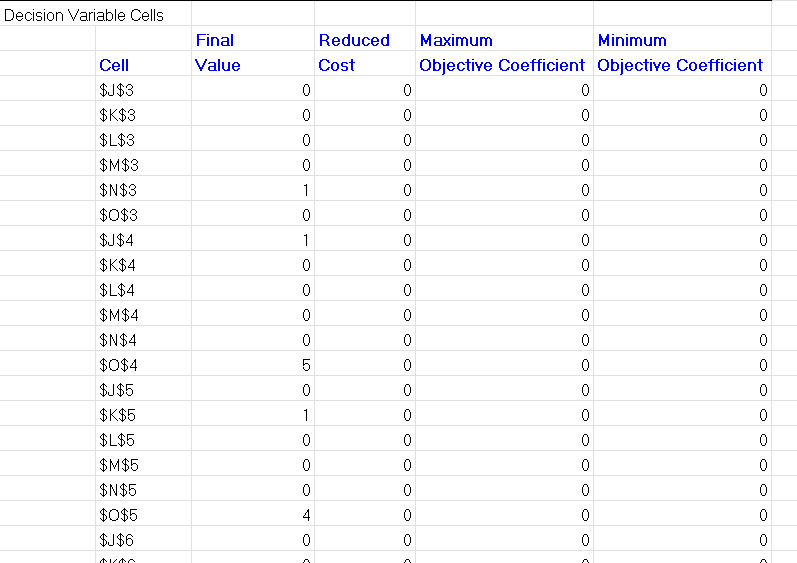 Decision Variable Cells
Final Reduced Maximum Minimum
Cell Value Cost Objective Coefficient Objective Coefficient
$J$3 0 0 0 0
$K$3 0 0 0 0
$L$3 0 0 0 0
$M$3 0 0 0 0
$N$3 1 0 0 0
$O$3 0 0 0 0
$J$4 1 0 0 0
$K$4 0 0 0 0
$L$4 0 0 0 0
$M$4 0 0 0 0
$N$4 0 0 0 0
$O$4 5 0 0 0
$J$5 0 0 0 0
$K$5 1 0 0 0
$L$5 0 0 0 0
$M$5 0 0 0 0
$N$5 0 0 0 0
$O$5 4 0 0 0
$J$6 0 0 0 0